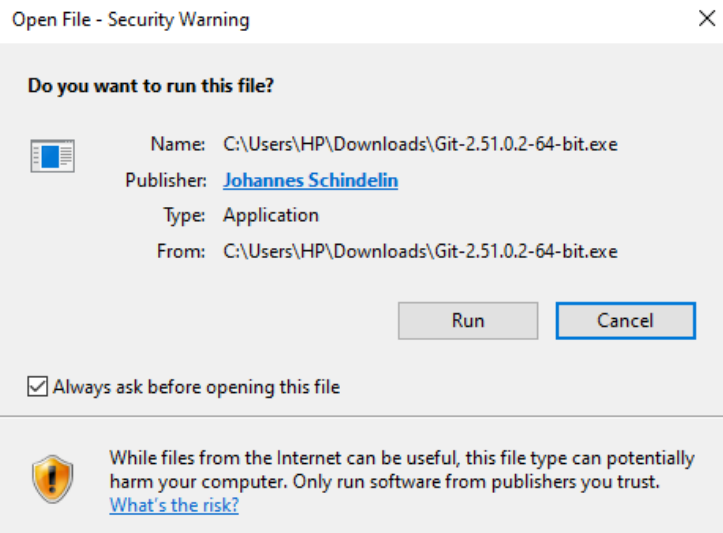 Open File - Security Warning
Do you want to run this file?
Name: C:\Users\HP\Downloads\Git-2.51.0.2-64-bit.exe
Publisher: Johannes Schindelin
Type: Application
From: C:\Users\HP\Downloads\Git-2.51.0.2-64-bit.exe
Run Cancel
Always ask before opening this file
While files from the Internet can be useful, this file type can potentially
harm your computer. Only run software from publishers you trust.
What's the risk?